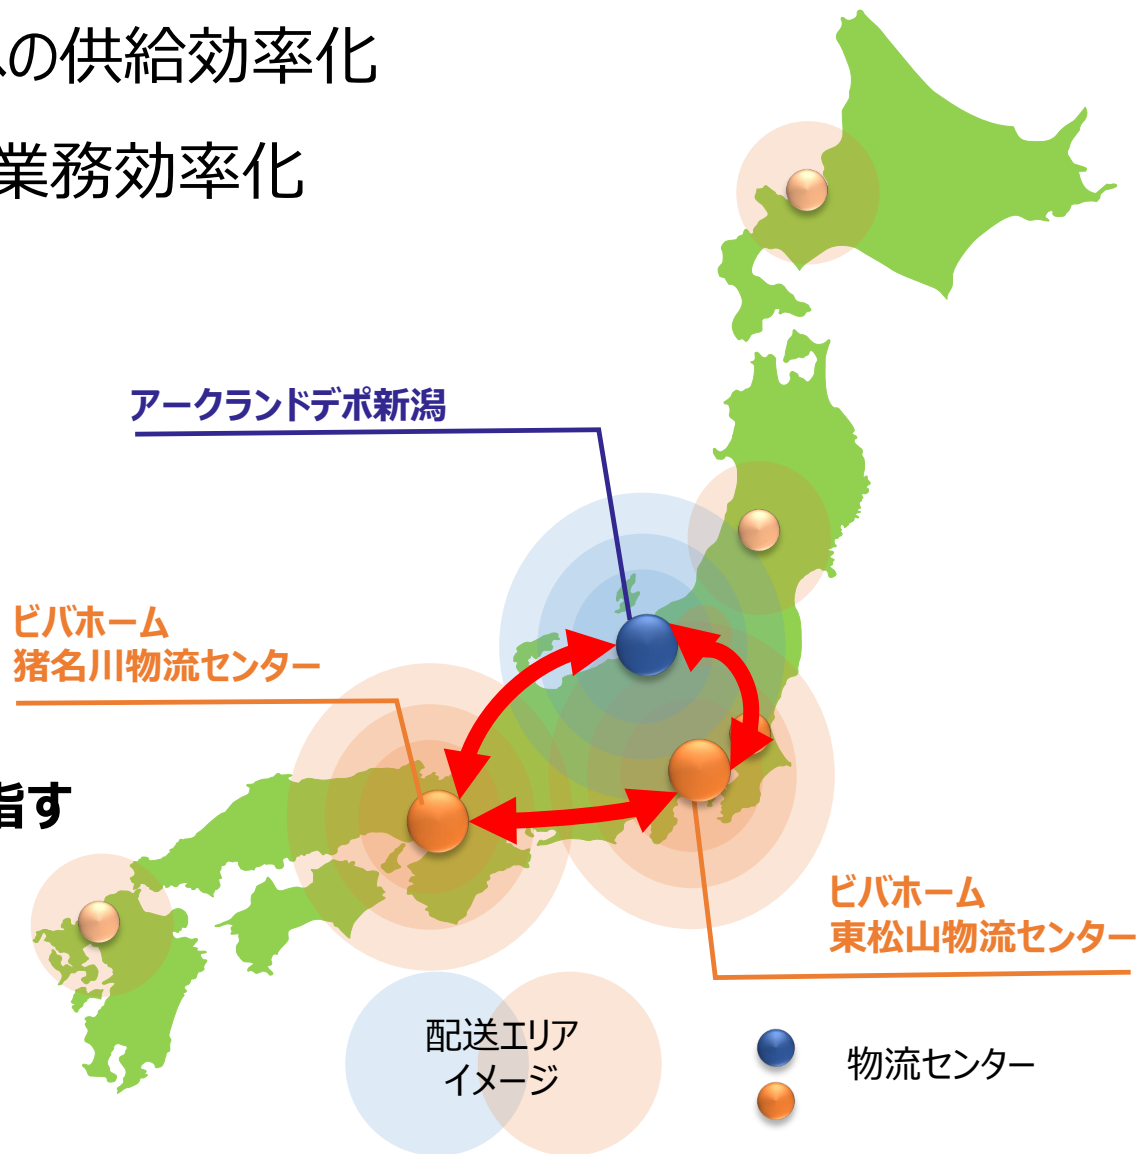 の供給効率化
業務効率化
アークランドデポ新潟
ビバホーム
猪名川物流センター
指す
ビバホーム
東松山物流センター
配送エリア
イメージ
物流センター